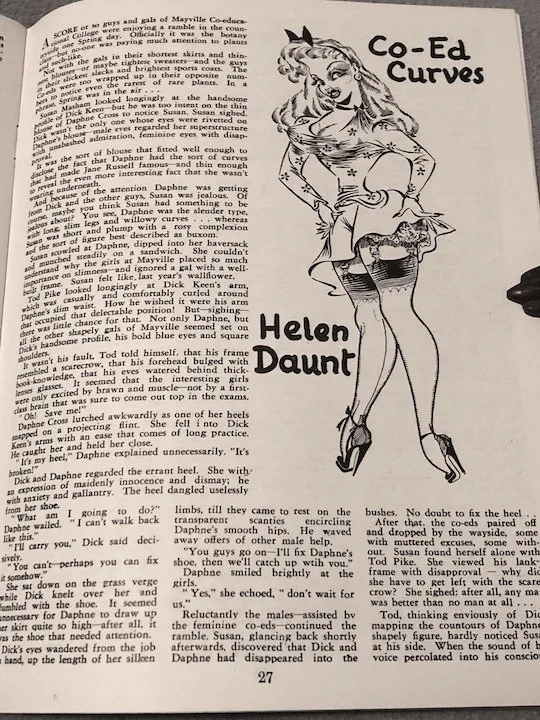 Co-Ed
Curves
Helen
Daunt
A SCORE or so guys and gals of Mayville Co-educa-
tional College were enjoying a ramble in the coun-
tryside one Spring day. Officially it was the botany
class but no-one was paying much attention to plants
and such-like.
Not with the gals in their shortest skirts and thin-
nest blouses—or maybe tightest sweaters—and the guys
in their slickest slacks and brightest sports coats. The
Co-eds were too wrapped up in their opposite num-
bers to notice even the rarest of rare plants. In a
phrase, Spring was in the air . . .
Susan Masham looked longingly at the handsome
profile of Dick Keen—but he was too intent on the thin
blouse of Daphne Cross to notice Susan. Susan sighed.
Dick wasn't the only one whose eyes were riveted on
Daphne's blouse—male eyes regarded her superstructure
with unabashed admiration, feminine eyes with disap-
proval.
It was the sort of blouse that fitted well enough to
disclose the fact that Daphne had the sort of curves
that had made Jane Russell famous—and thin enough
to reveal the even more interesting fact that she wasn't
wearing underneath.
And because of the attention Daphne was getting
from Dick and the other guys, Susan was jealous. Of
course, maybe you think Susan had something to be
jealous about? You see, Daphne was the slender type,
with long, slim legs and willowy curves . . . whereas
Susan was short and plump with a rosy complexion
and the sort of figure best described as buxom.
Susan scowled at Daphne, dipped into her haversack
and munched steadily on a sandwich. She couldn't
understand why the girls at Mayville placed so much
importance on slimness—and ignored a gal with a well-
built frame. Susan felt like last year's wallflower.
Tod Pike looked longingly at Dick Keen's arm,
which was casually and comfortably curled around
Daphne's slim waist. How he wished it were his arm
that occupied that delectable position! But—sighing—
there was little chance for that. Not only Daphne, but
all the other shapely gals of Mayville seemed set on
Dick's handsome profile, his bold blue eyes and square
shoulders.
It wasn't his fault, Tod told himself, that his frame
resembled a scarecrow, that his forehead bulged with
book-knowledge, that his eyes watered behind thick-
lenses glasses. It seemed that the interesting girls
were only excited by brawn and muscle—not by a first-
class brain that was sure to come out top in the exams.
"Oh! Save me!"
Daphne Cross lurched awkwardly as one of her heels
snapped on a projecting flint. She fell into Dick
Keen's arms with an ease that comes of long practice.
He caught her and held her close.
"It's my heel," Daphne explained unnecessarily. "It's
broken!"
Dick and Daphne regarded the errant heel. She with
an expression of maidenly innocence and dismay; he
with anxiety and gallantry. The heel dangled uselessly
from her shoe.
"What am I going to do?"
Daphne wailed. "I can't walk back
like this."
"I'll carry you," Dick said deci-
sively.
"You can't—perhaps you can fix
it somehow."
She sat down on the grass verge
while Dick knelt over her and
fumbled with the shoe. It seemed
unnecessary for Daphne to draw up
her skirt quite so high—after all, it
was the shoe that needed attention.
Dick's eyes wandered from the job
hand, up the length of her silken
limbs, till they came to rest on the
transparent scanties encircling
Daphne's smooth hips. He waved
away offers of other male help.
"You guys go on—I'll fix Daphne's
shoe, then we'll catch up wtih you."
Daphne smiled brightly at the
girls.
"Yes," she echoed, " don't wait for
us."
Reluctantly the males—assisted by
the feminine co-eds—continued the
ramble. Susan, glancing back shortly
afterwards, discovered that Dick and
Daphne had disappeared into the
bushes. No doubt to fix the heel . .
After that, the co-eds paired off
and dropped by the wayside, some
with muttered excuses, some with-
out. Susan found herself alone with
Tod Pike. She viewed his lank
frame with disapproval — why did
she have to get left with the scare
crow? She sighed: after all, any ma
was better than no man at all . . .
Tod, thinking enviously of Dic
mapping the countours of Daphne
shapely figure, hardly noticed Susa
at his side. When the sound of h
voice percolated into his consciou
27